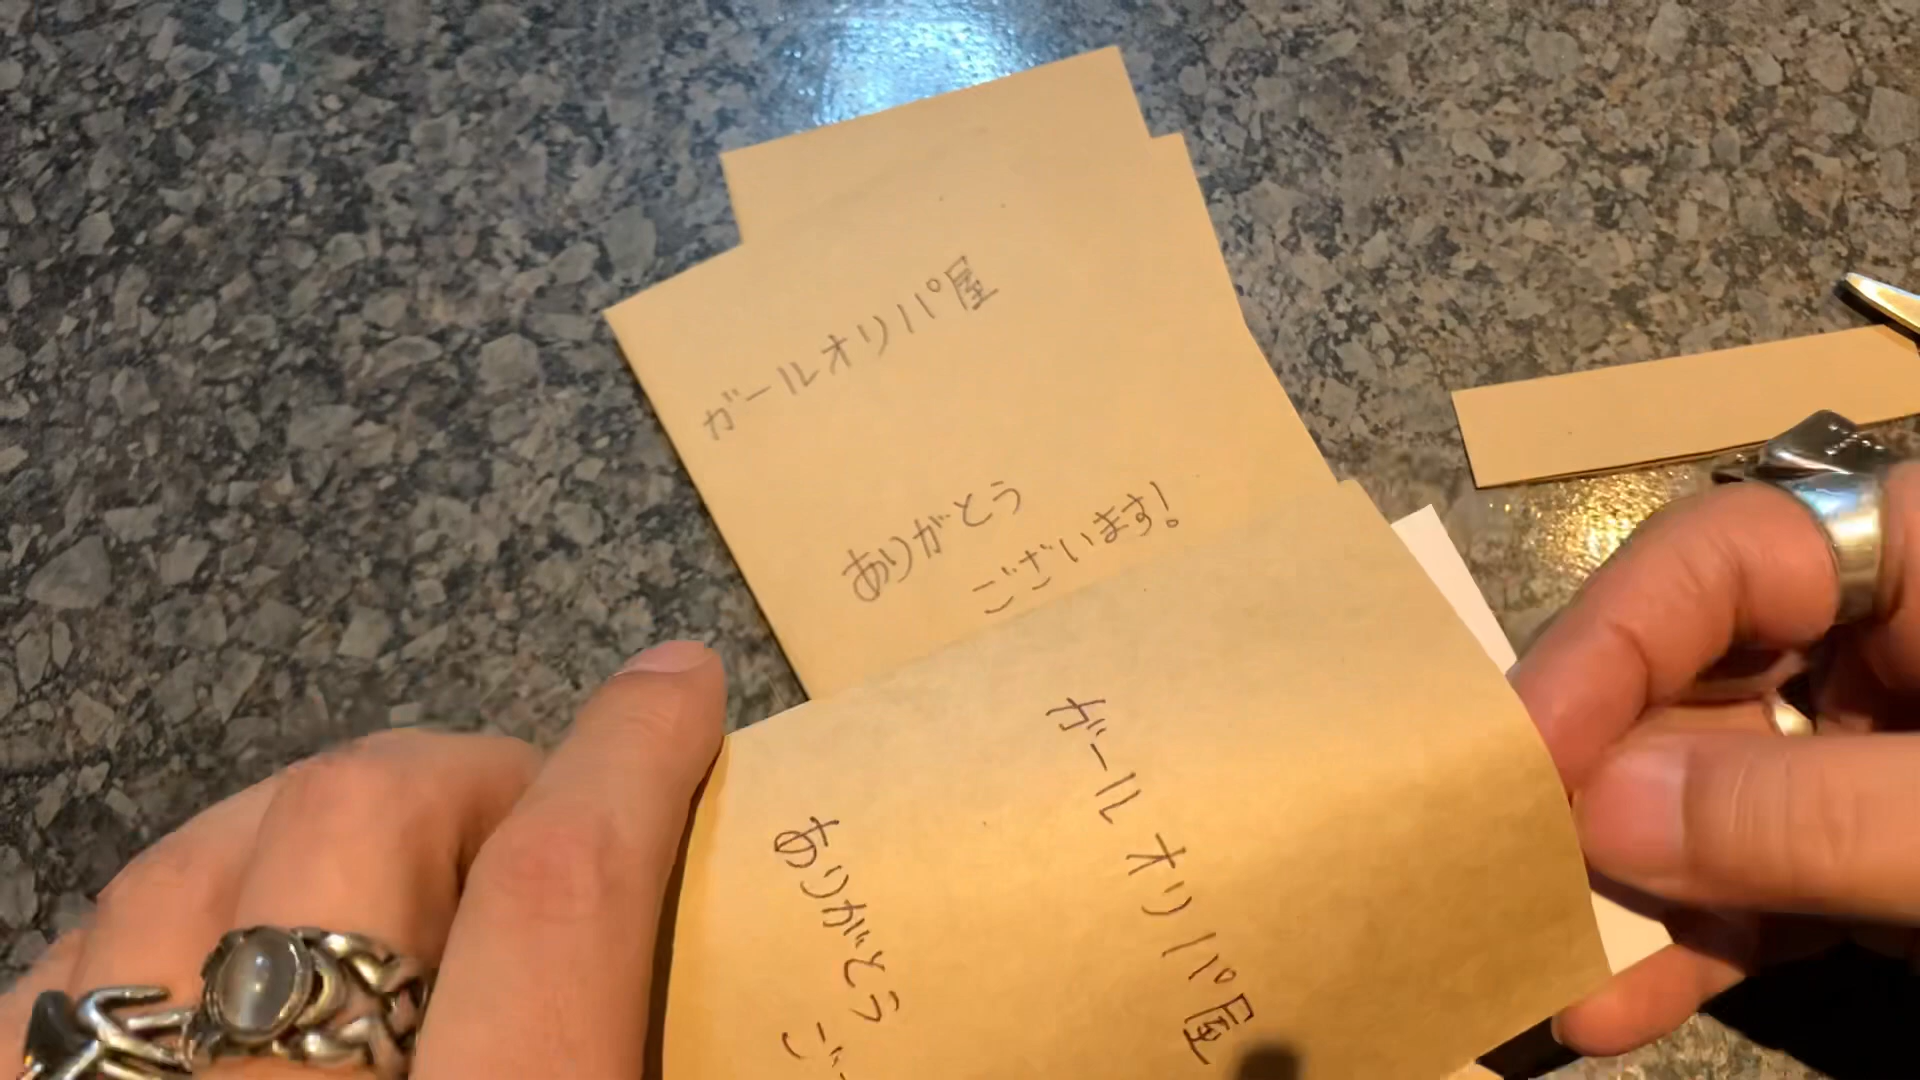 ガールオリパ屋
ありがとう
ございます!
ガールオリパ屋
ありがとう
ご